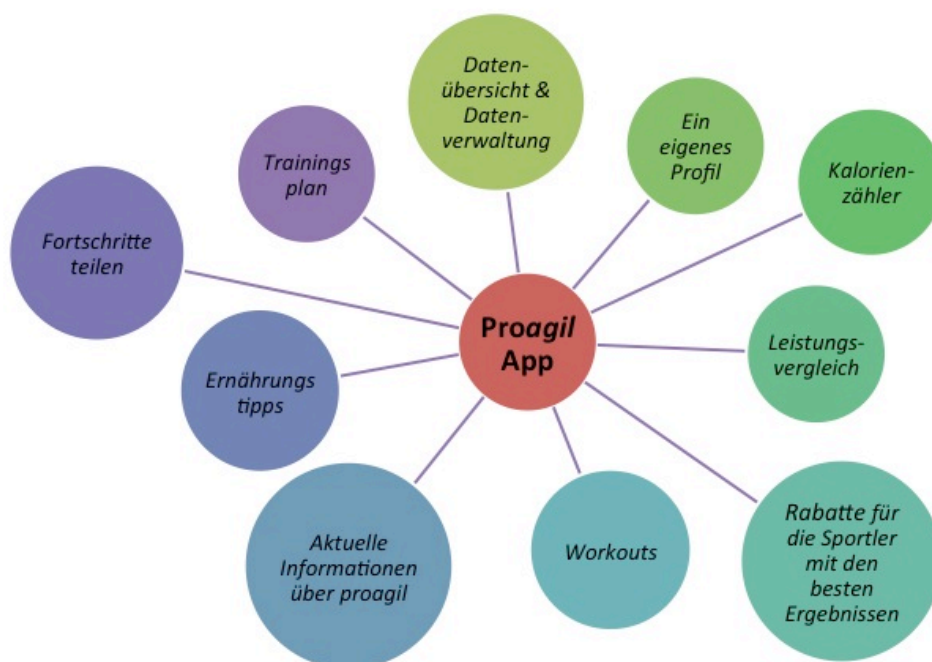 Daten-
übersicht &
Daten-
verwaltung
Ein
eigenes
Profil
Kalorien-
zähler
Trainings
plan
Fortschritte
teilen
Proagil
App
Leistungs-
vergleich
Ernährungs
tipps
Aktuelle
Informationen
über proagil
Workouts
Rabatte für
die Sportler
mit den
besten
Ergebnissen